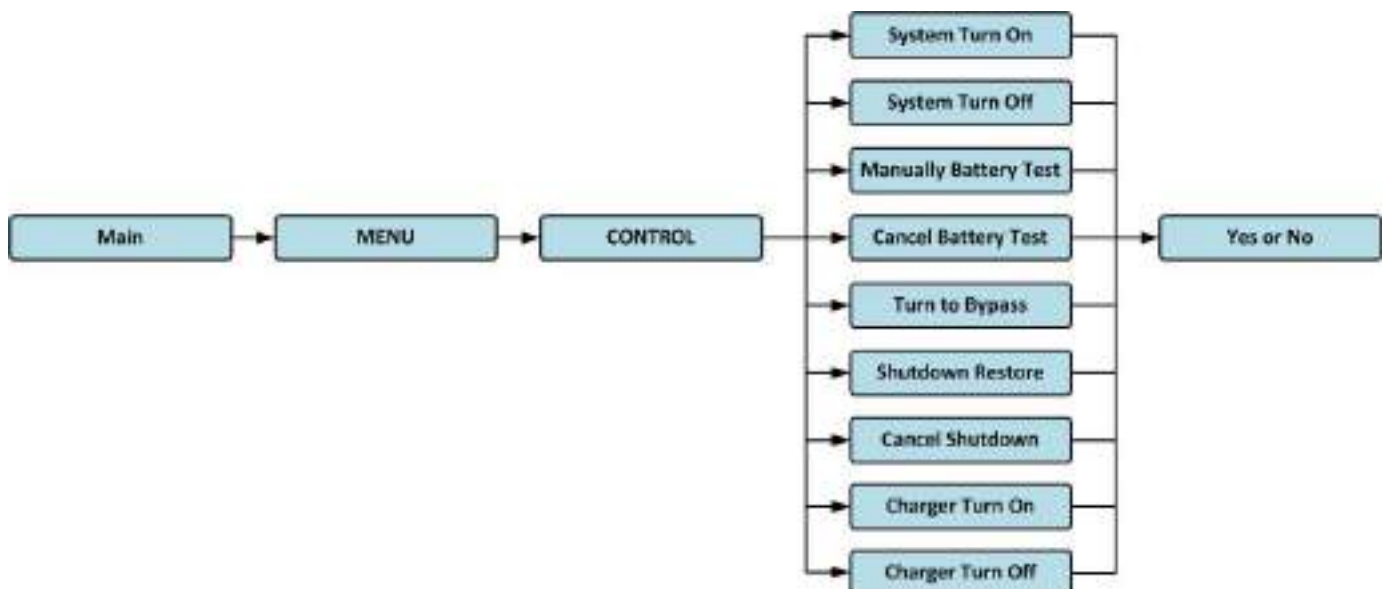 System Turn On
System Turn Off
Manually Battery Test
Main
MENU
CONTROL
Cancel Battery Test
Yes or No
Turn to Bypass
Shutdown Restore
Cancel Shutdown
Charger Turn On
Charger Turn Off